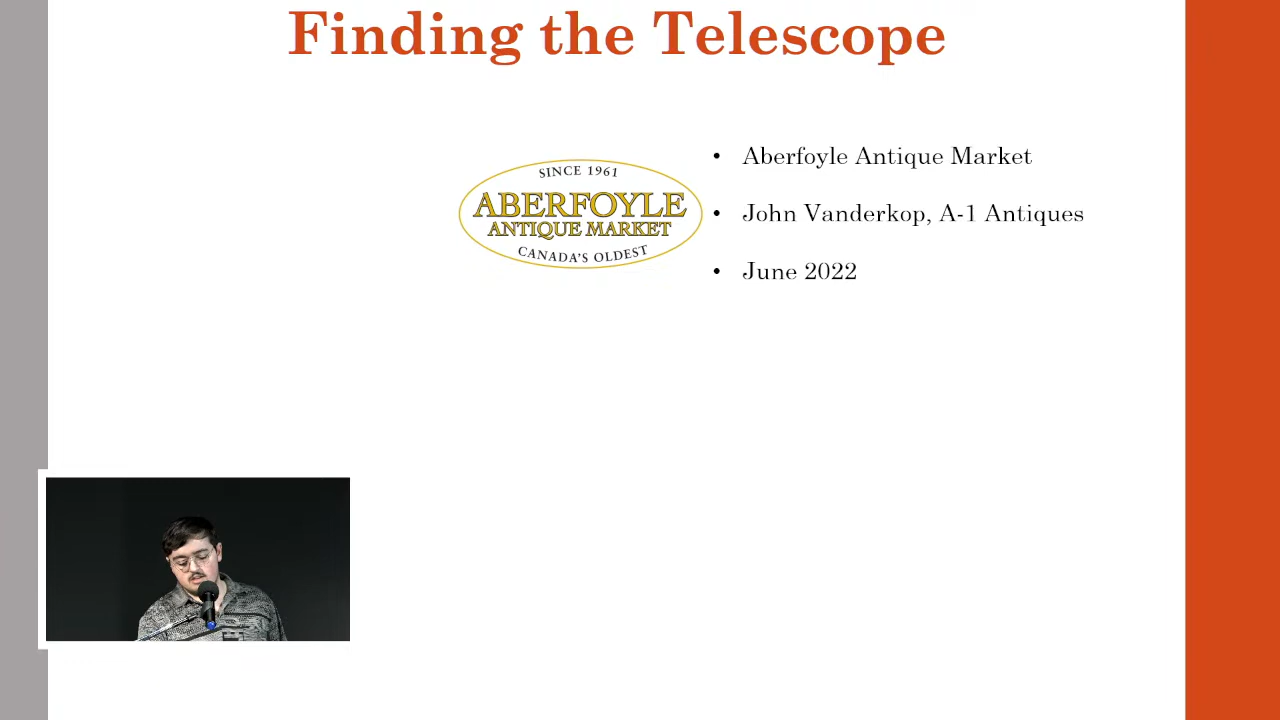 Finding the Telescope
SINCE 1961
ABERFOYLE
ANTIQUE MARKET
CANADA'S OLDEST
• Aberfoyle Antique Market
• John Vanderkop, A-1 Antiques
• June 2022